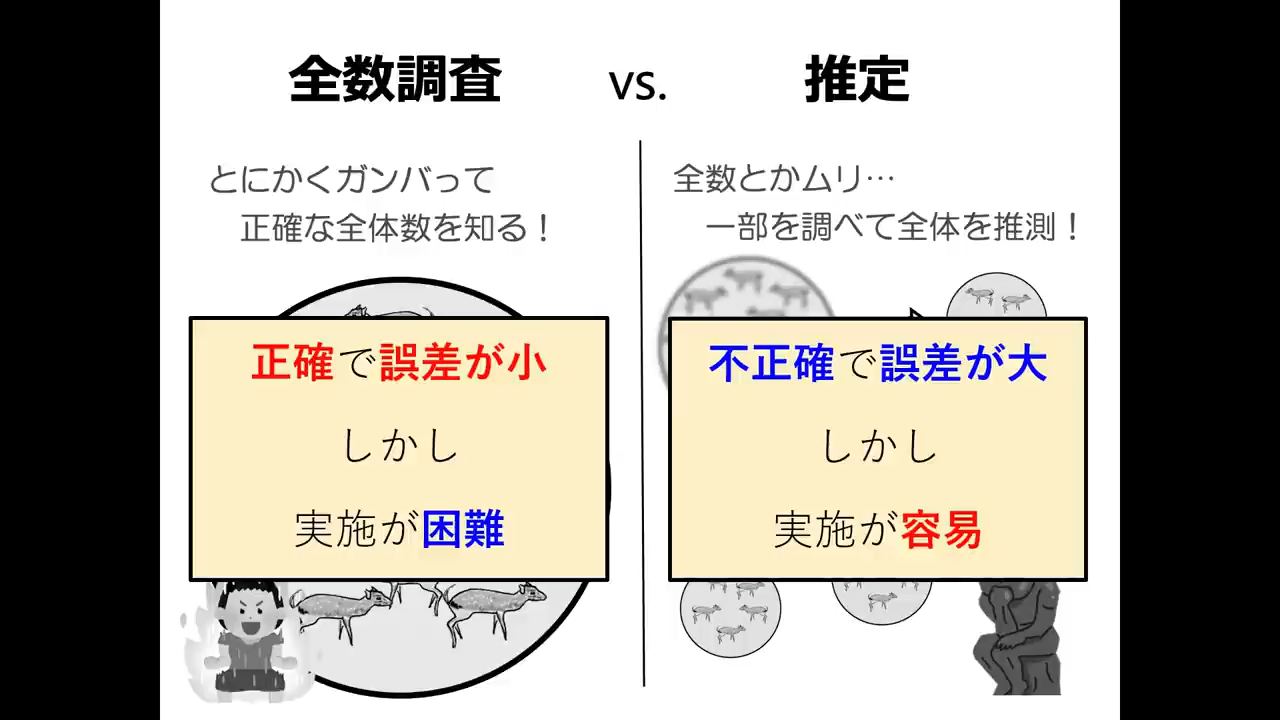 全数調査 vs. 推定
とにかくガンバって
正確な全体数を知る！
全数とかムリ…
一部を調べて全体を推測！
正確で誤差が小
しかし
実施が困難
不正確で誤差が大
しかし
実施が容易